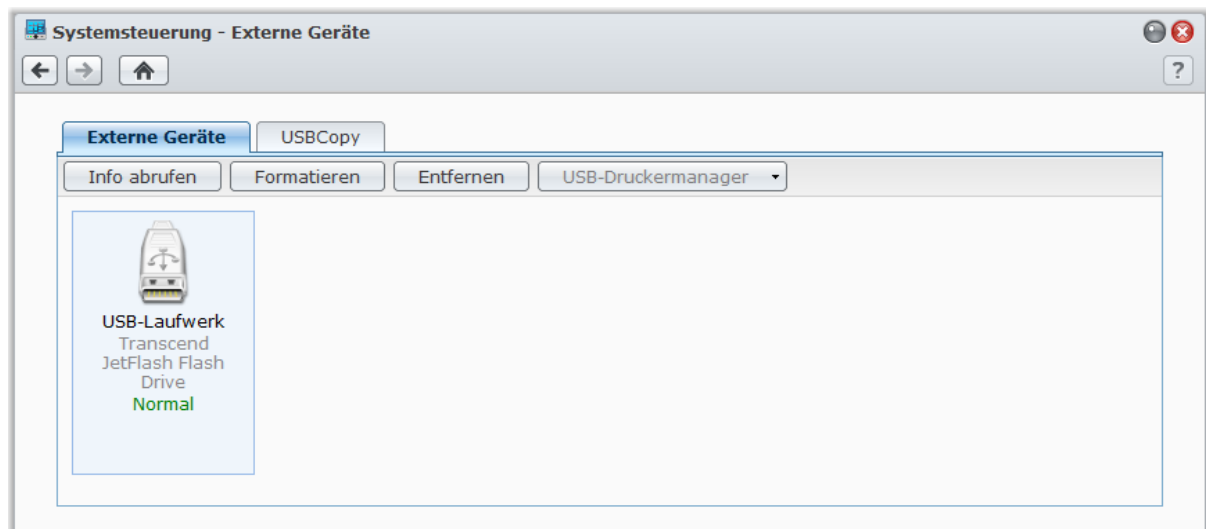 Systemsteuerung - Externe Geräte
?
Externe Geräte
USBCopy
Info abrufen
Formatieren
Entfernen
USB-Druckermanager
USB-Laufwerk
Transcend
JetFlash Flash
Drive
Normal